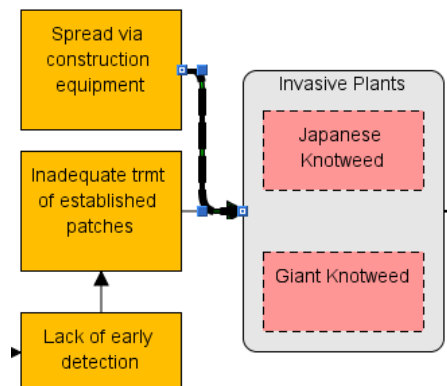 Spread via
construction
equipment
Invasive Plants
Japanese
Knotweed
Inadequate trmt
of established
patches
Giant Knotweed
Lack of early
detection